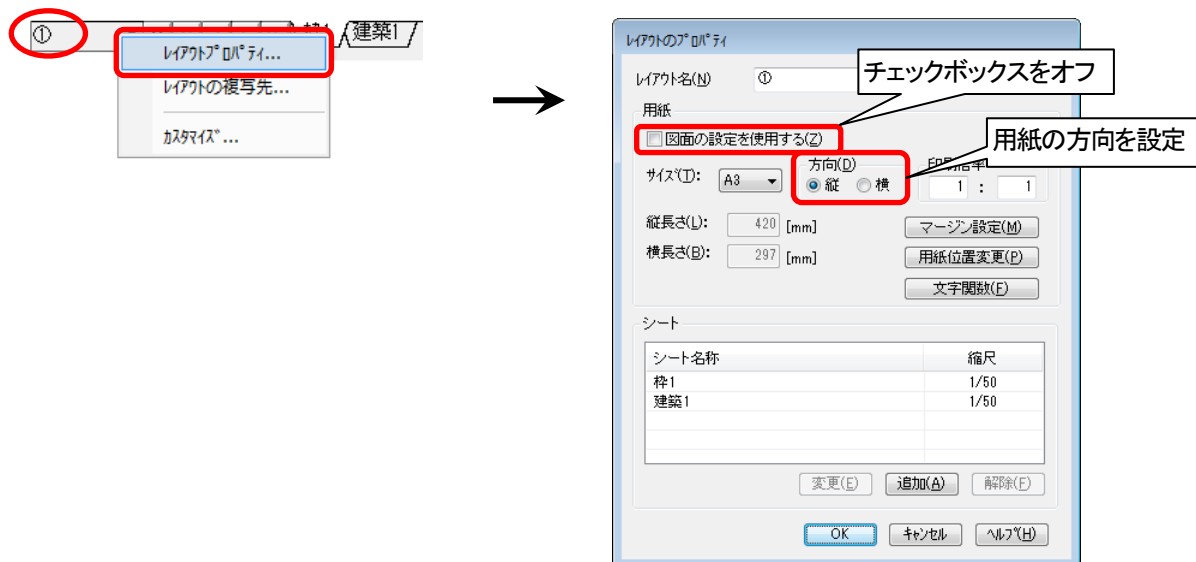 ①
建築1
レイアウトプロパティ...
レイアウトの複写先...
カスタマイズ...
レイアウトのプロパティ
レイアウト名(N)
①
チェックボックスをオフ
用紙
図面の設定を使用する(Z)
用紙の方向を設定
サイズ(T):
A3
方向(D)
縦
横
1 : 1
縦長さ(L):
420
[mm]
マージン設定(M)
横長さ(B):
297
[mm]
用紙位置変更(P)
文字関数(F)
シート
シート名称
縮尺
枠1
1/50
建築1
1/50
変更(E)
追加(A)
解除(F)
OK
キャンセル
ヘルプ(H)